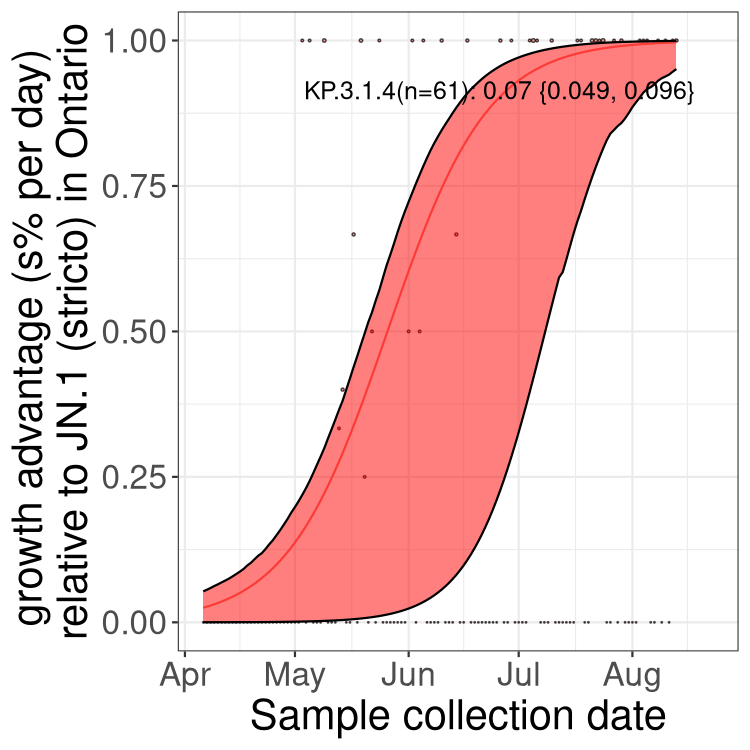 growth advantage (s% per day)
relative to JN.1 (stricto) in Ontario
1.00
0.75
0.50
0.25
0.00
KP.3.1.4(n=61): 0.07 {0.049, 0.096}
Apr May Jun Jul Aug
Sample collection date